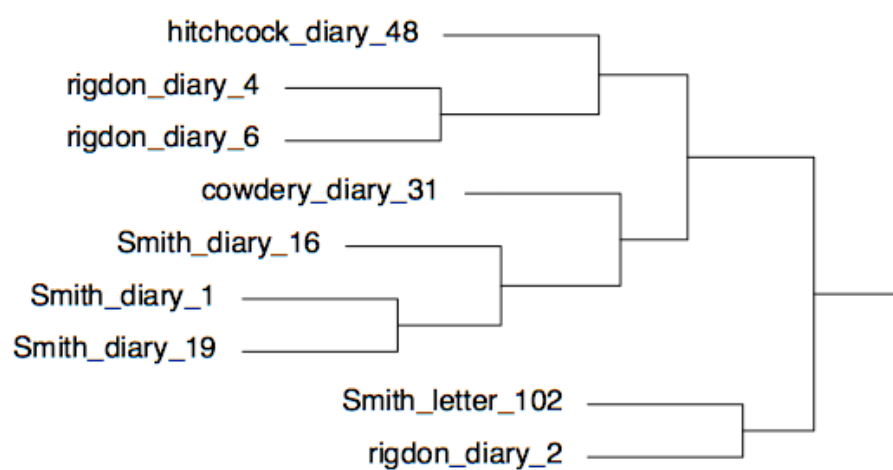 hitchcock_diary_48
rigdon_diary_4
rigdon_diary_6
cowdery_diary_31
Smith_diary_16
Smith_diary_1
Smith_diary_19
Smith_letter_102
rigdon_diary_2